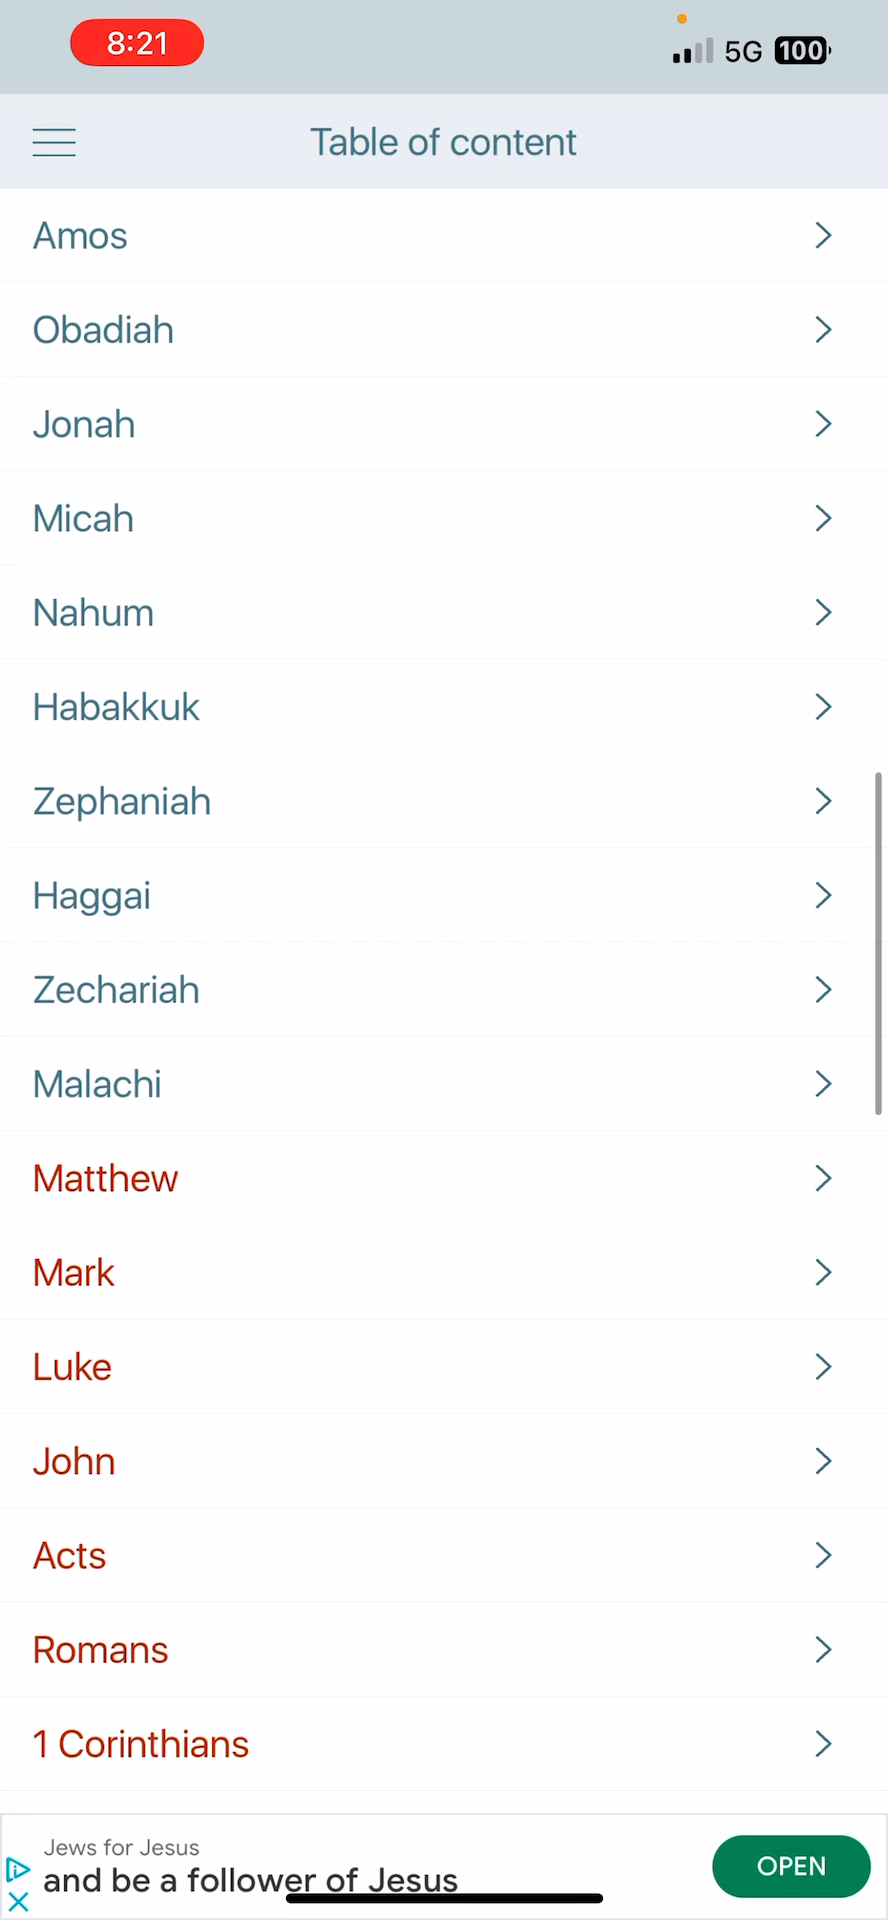 8:21
5G 100
Table of content
Amos
Obadiah
Jonah
Micah
Nahum
Habakkuk
Zephaniah
Haggai
Zechariah
Malachi
Matthew
Mark
Luke
John
Acts
Romans
1 Corinthians
Jews for Jesus
and be a follower of Jesus
OPEN